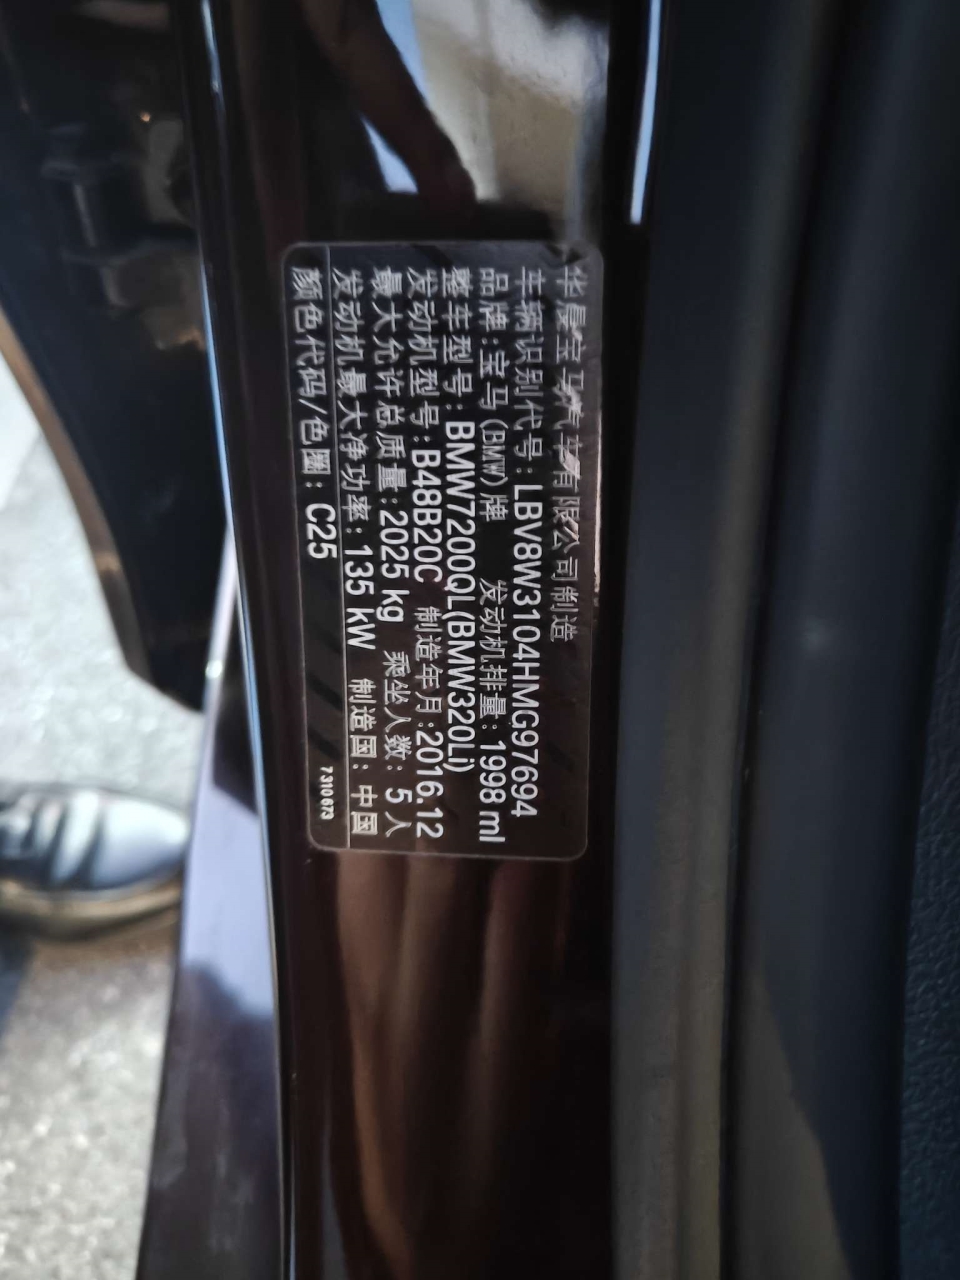 华晨宝马汽车有限公司制造
车辆识别代号：LBV8W3104HMG97694
品牌：宝马(BMW)牌 发动机排量：1998 ml
整车型号：BMW7200QL(BMW320Li)
发动机型号：B48B20C 制造年月：2016.12
最大允许总质量：2025 kg 乘坐人数：5人
发动机最大净功率：135 kW 制造国：中国
颜色代码/色圈：C25
7310673